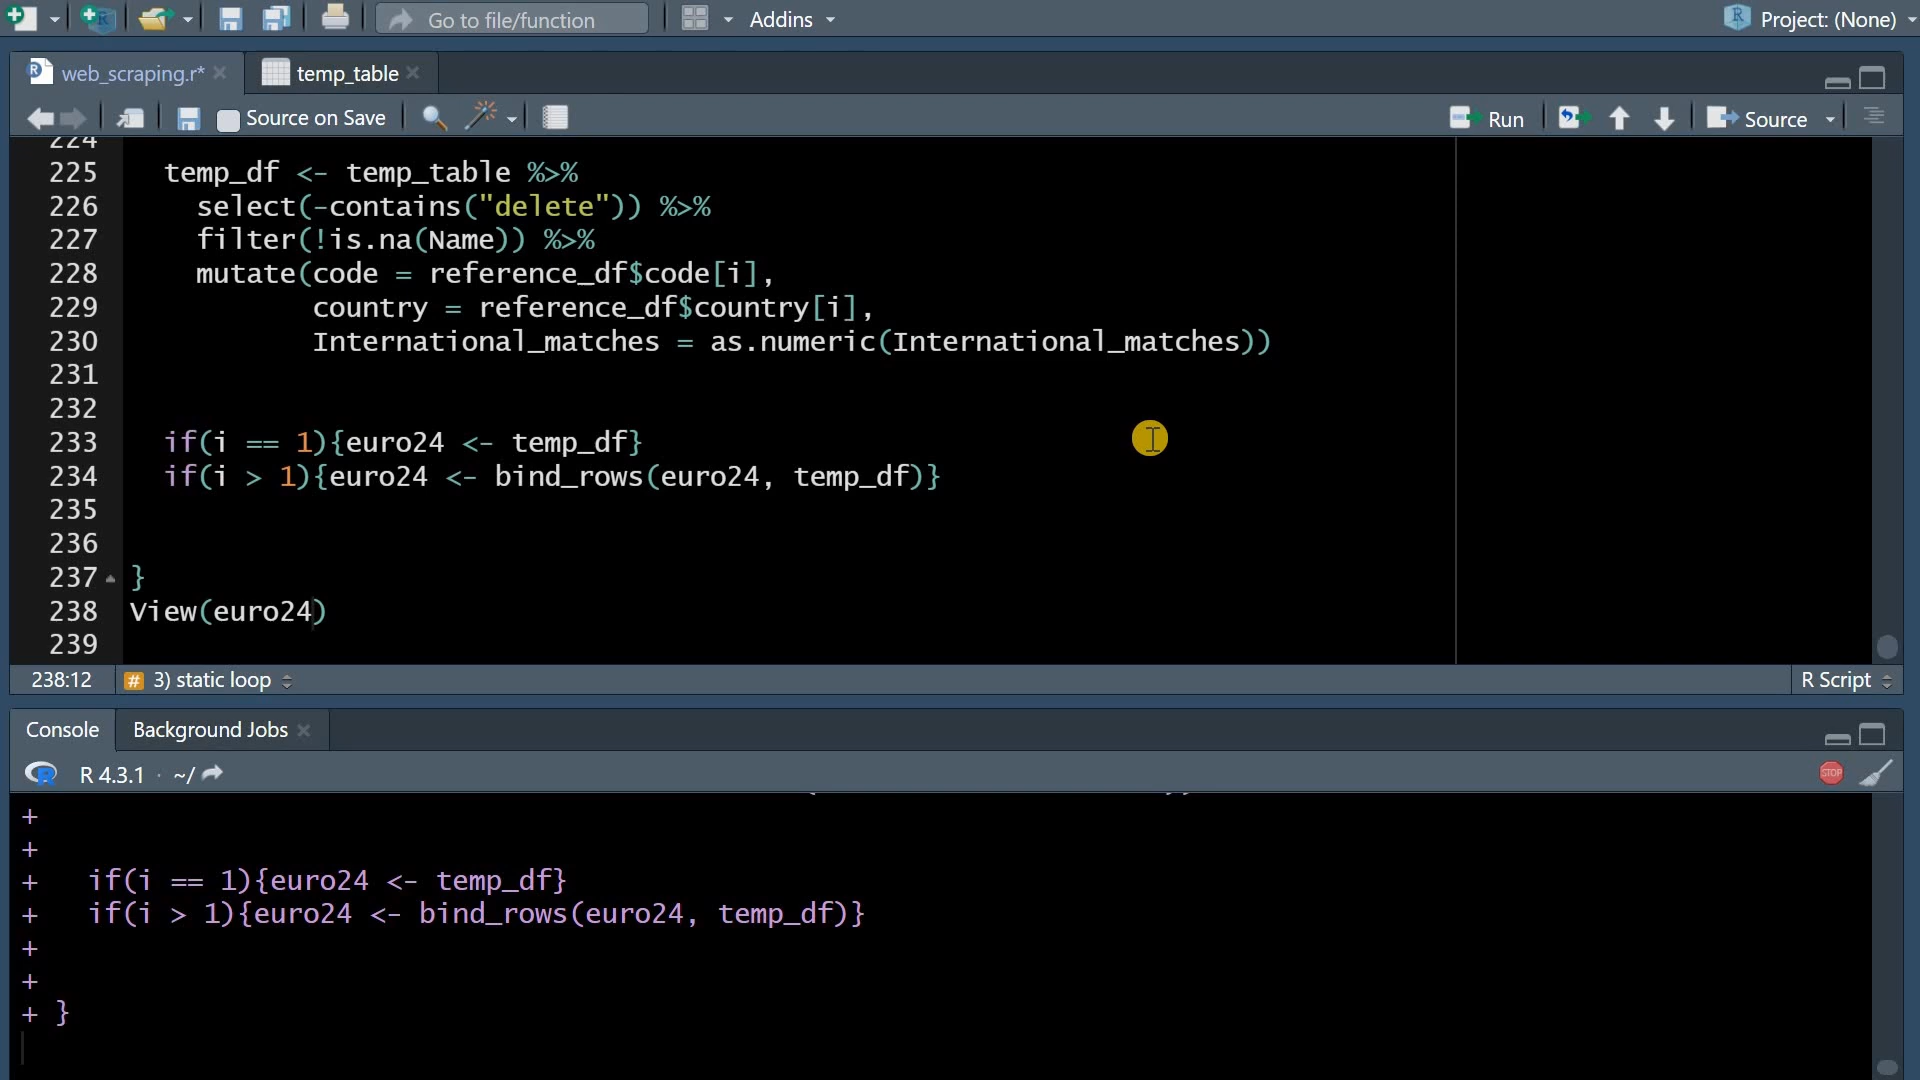 Go to file/function
Addins
Project: (None)
web_scraping.r*
temp_table
Source on Save
Run
Source
224
225 temp_df <- temp_table %>%
226 select(-contains("delete")) %>%
227 filter(!is.na(Name)) %>%
228 mutate(code = reference_df$code[i],
229 country = reference_df$country[i],
230 International_matches = as.numeric(International_matches))
231
232
233 if(i == 1){euro24 <- temp_df}
234 if(i > 1){euro24 <- bind_rows(euro24, temp_df)}
235
236
237 }
238 View(euro24)
239
238:12 # 3) static loop R Script
Console Background Jobs
R R 4.3.1 · ~/
STOP
+
+
+ if(i == 1){euro24 <- temp_df}
+ if(i > 1){euro24 <- bind_rows(euro24, temp_df)}
+
+
+ }